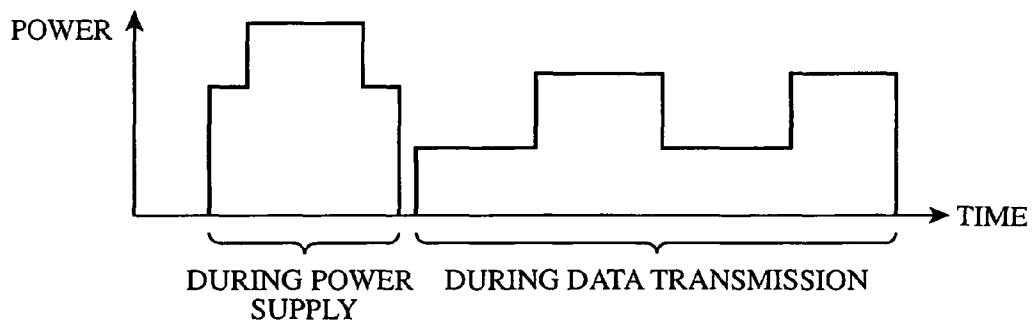 POWER
TIME
DURING POWER
SUPPLY
DURING DATA TRANSMISSION